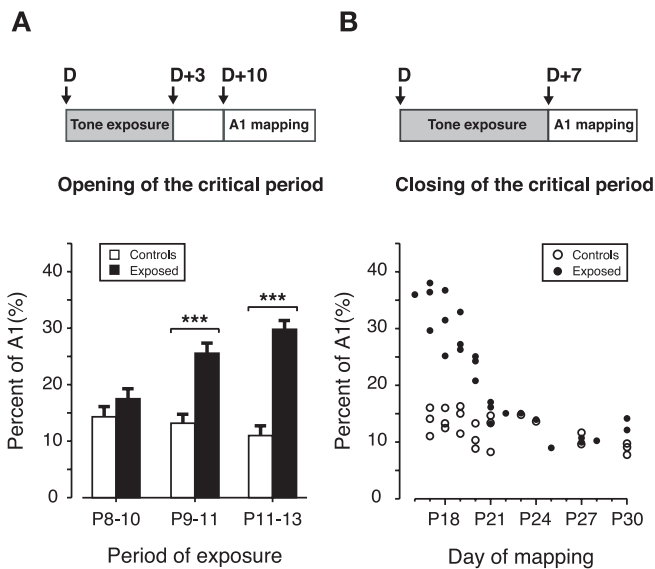 A
D D+3 D+10
Tone exposure A1 mapping
Opening of the critical period
Controls
Exposed
Percent of A1(%)
40
30
20
10
0
***
***
P8-10 P9-11 P11-13
Period of exposure
B
D D+7
Tone exposure A1 mapping
Closing of the critical period
Controls
Exposed
Percent of A1(%)
40
30
20
10
0
P18 P21 P24 P27 P30
Day of mapping